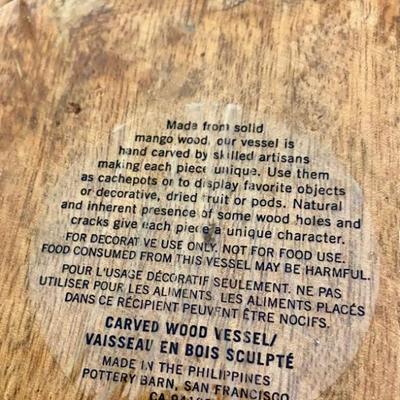 Made from solid
mango wood, our vessel is
hand carved by skilled artisans
making each piece unique. Use them
as cachepots or to display favorite objects
or decorative, dried fruit or pods. Natural
and inherent presence of some wood holes and
cracks give each piece a unique character.
FOR DECORATIVE USE ONLY. NOT FOR FOOD USE.
FOOD CONSUMED FROM THIS VESSEL MAY BE HARMFUL.
POUR L'USAGE DÉCORATIF SEULEMENT. NE PAS
UTILISER POUR LES ALIMENTS. LES ALIMENTS PLACÉS
DANS CE RÉCIPIENT PEUVENT ÊTRE NOCIFS.
CARVED WOOD VESSEL/
VAISSEAU EN BOIS SCULPTÉ
MADE IN THE PHILIPPINES
POTTERY BARN, SAN FRANCISCO
CA